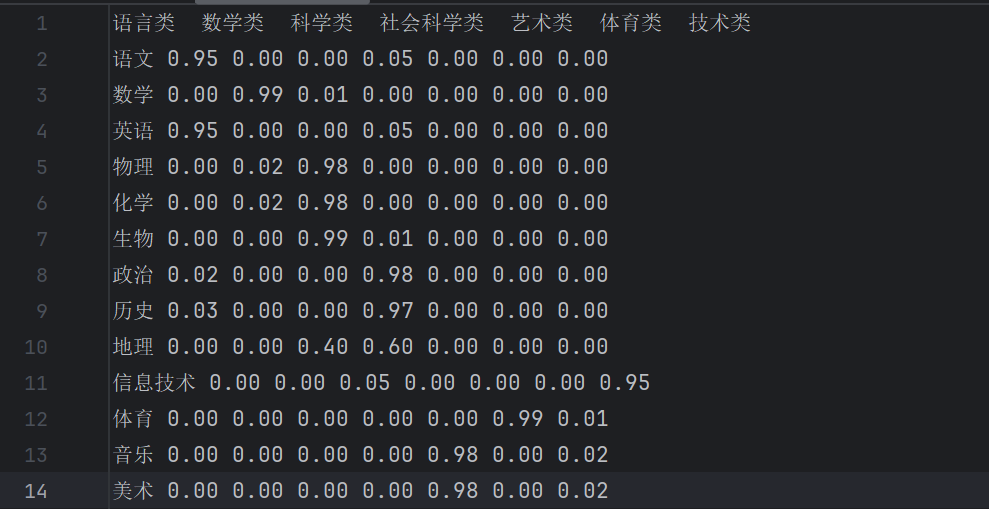 1 语言类 数学类 科学类 社会科学类 艺术类 体育类 技术类
2 语文 0.95 0.00 0.00 0.05 0.00 0.00 0.00
3 数学 0.00 0.99 0.01 0.00 0.00 0.00 0.00
4 英语 0.95 0.00 0.00 0.05 0.00 0.00 0.00
5 物理 0.00 0.02 0.98 0.00 0.00 0.00 0.00
6 化学 0.00 0.02 0.98 0.00 0.00 0.00 0.00
7 生物 0.00 0.00 0.99 0.01 0.00 0.00 0.00
8 政治 0.02 0.00 0.00 0.98 0.00 0.00 0.00
9 历史 0.03 0.00 0.00 0.97 0.00 0.00 0.00
10 地理 0.00 0.00 0.40 0.60 0.00 0.00 0.00
11 信息技术 0.00 0.00 0.05 0.00 0.00 0.00 0.95
12 体育 0.00 0.00 0.00 0.00 0.00 0.99 0.01
13 音乐 0.00 0.00 0.00 0.00 0.98 0.00 0.02
14 美术 0.00 0.00 0.00 0.00 0.98 0.00 0.02